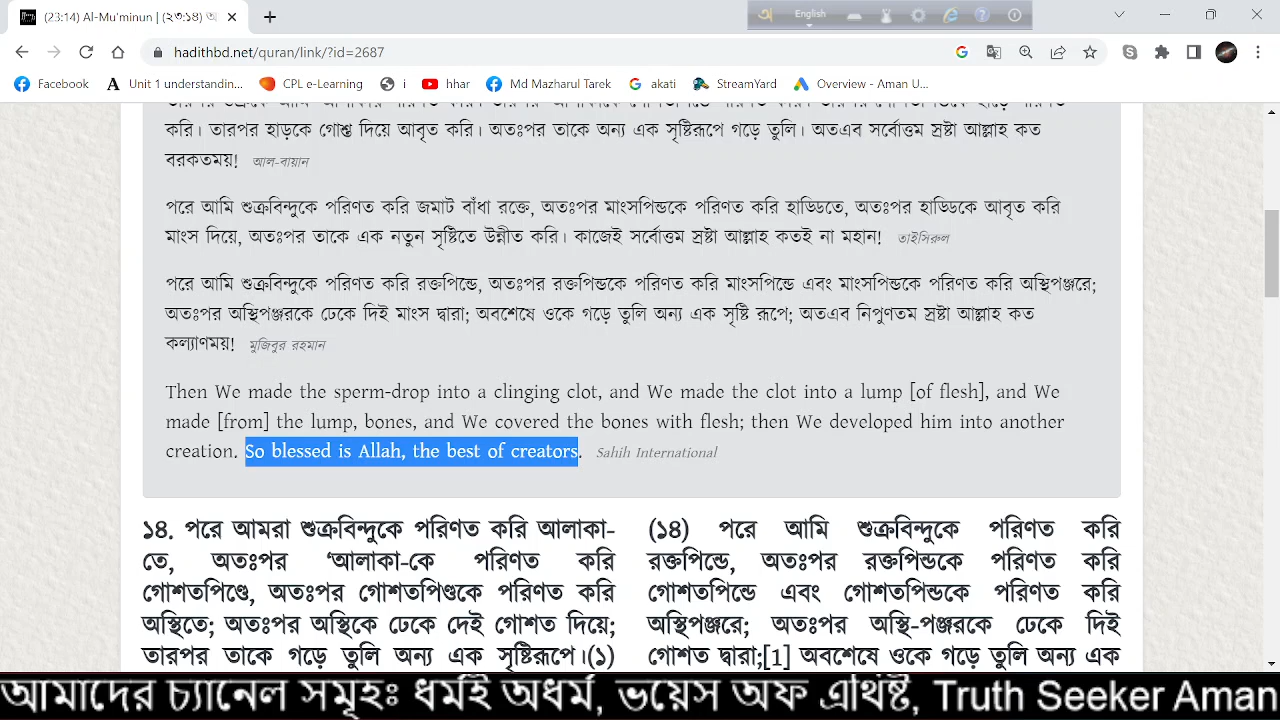 (23:14) Al-Mu'minun | (২৩:১৪) অ
English
hadithbd.net/quran/link/?id=2687
Facebook Unit 1 understandin... CPL e-Learning i hhar Md Mazharul Tarek akati StreamYard Overview - Aman U...
করি। তারপর হাড়কে গোশ্ত দিয়ে আবৃত করি। অতঃপর তাকে অন্য এক সৃষ্টিরূপে গড়ে তুলি। অতএব সর্বোত্তম স্রষ্টা আল্লাহ কত
বরকতময়! আল-বায়ান
পরে আমি শুক্রবিন্দুকে পরিণত করি জমাট বাঁধা রক্তে, অতঃপর মাংসপিন্ডকে পরিণত করি হাড্ডিতে, অতঃপর হাড্ডিকে আবৃত করি
মাংস দিয়ে, অতঃপর তাকে এক নতুন সৃষ্টিতে উন্নীত করি। কাজেই সর্বোত্তম স্রষ্টা আল্লাহ কতই না মহান! তাইসিরুল
পরে আমি শুক্রবিন্দুকে পরিণত করি রক্তপিন্ডে, অতঃপর রক্তপিন্ডকে পরিণত করি মাংসপিন্ডে এবং মাংসপিন্ডকে পরিণত করি অস্থিপঞ্জরে;
অতঃপর অস্থিপঞ্জরকে ঢেকে দিই মাংস দ্বারা; অবশেষে ওকে গড়ে তুলি অন্য এক সৃষ্টি রূপে; অতএব নিপুণতম স্রষ্টা আল্লাহ কত
কল্যাণময়! মুজিবুর রহমান
Then We made the sperm-drop into a clinging clot, and We made the clot into a lump [of flesh], and We
made [from] the lump, bones, and We covered the bones with flesh; then We developed him into another
creation. So blessed is Allah, the best of creators. Sahih International
১৪. পরে আমরা শুক্রবিন্দুকে পরিণত করি আলাকা-
তে, অতঃপর ‘আলাকা-কে পরিণত করি
গোশতপিণ্ডে, অতঃপর গোশতপিণ্ডকে পরিণত করি
অস্থিতে; অতঃপর অস্থিকে ঢেকে দেই গোশত দিয়ে;
তারপর তাকে গড়ে তুলি অন্য এক সৃষ্টিরূপে।(১)
(১৪) পরে আমি শুক্রবিন্দুকে পরিণত করি
রক্তপিন্ডে, অতঃপর রক্তপিন্ডকে পরিণত করি
গোশতপিন্ডে এবং গোশতপিন্ডকে পরিণত করি
অস্থিপঞ্জরে; অতঃপর অস্থি-পঞ্জরকে ঢেকে দিই
গোশত দ্বারা;[1] অবশেষে ওকে গড়ে তুলি অন্য এক
আমাদের চ্যানেল সমূহঃ ধর্মই অধর্ম, ভয়েস অফ এথিষ্ট, Truth Seeker Aman